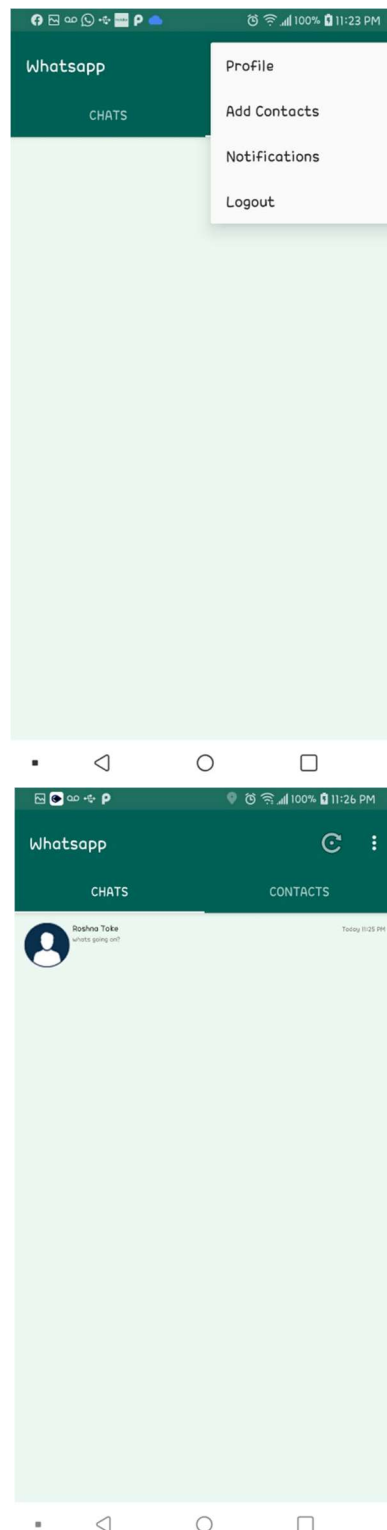 100% 11:23 PM
Whatsapp
Profile
CHATS
Add Contacts
Notifications
Logout
100% 11:26 PM
Whatsapp
CHATS
CONTACTS
Roshna Toke
Today 11:25 PM
whats going on?